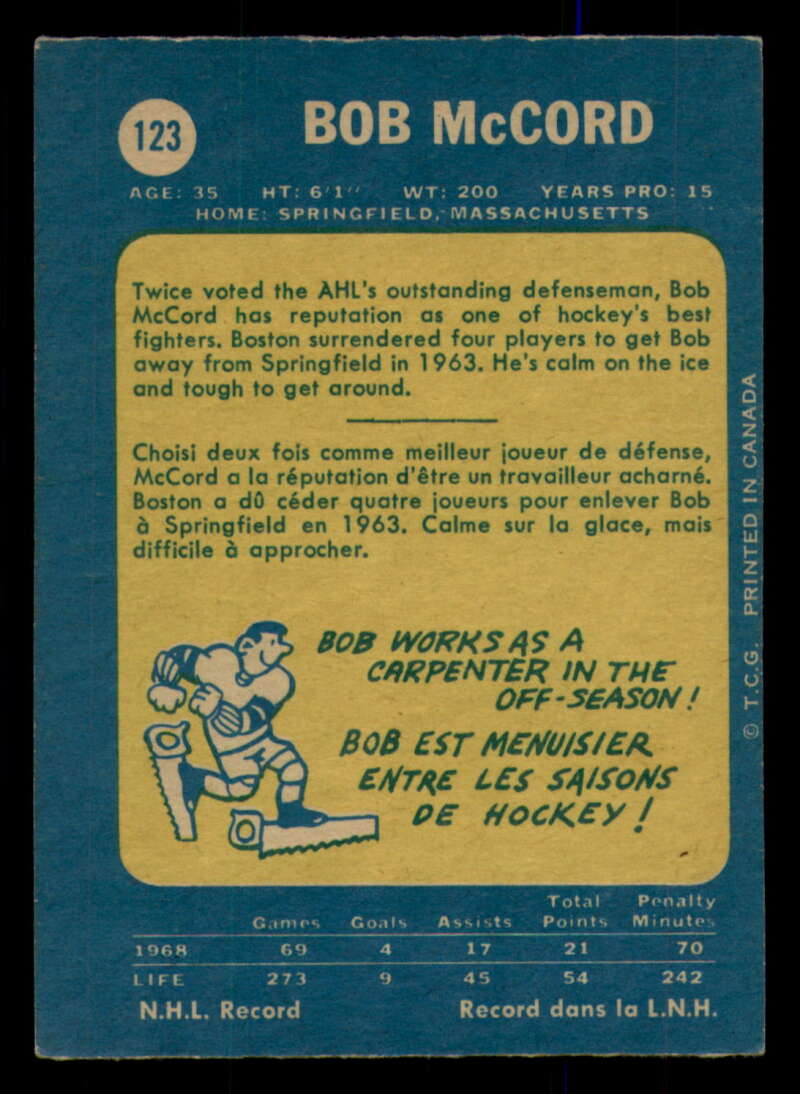 123
BOB McCORD
AGE: 35 HT: 6'1" WT: 200 YEARS PRO: 15
HOME: SPRINGFIELD, MASSACHUSETTS
Twice voted the AHL's outstanding defenseman, Bob
McCord has reputation as one of hockey's best
fighters. Boston surrendered four players to get Bob
away from Springfield in 1963. He's calm on the ice
and tough to get around.
Choisi deux fois comme meilleur joueur de défense,
McCord a la réputation d'être un travailleur acharné.
Boston a dû céder quatre joueurs pour enlever Bob
à Springfield en 1963. Calme sur la glace, mais
difficile à approcher.
BOB WORKS AS A
CARPENTER IN THE
OFF-SEASON!
BOB EST MENUISIER
ENTRE LES SAISONS
DE HOCKEY!
© T.C.G. PRINTED IN CANADA
Total Penalty
Games Goals Assists Points Minutes
1968 69 4 17 21 70
LIFE 273 9 45 54 242
N.H.L. Record Record dans la L.N.H.